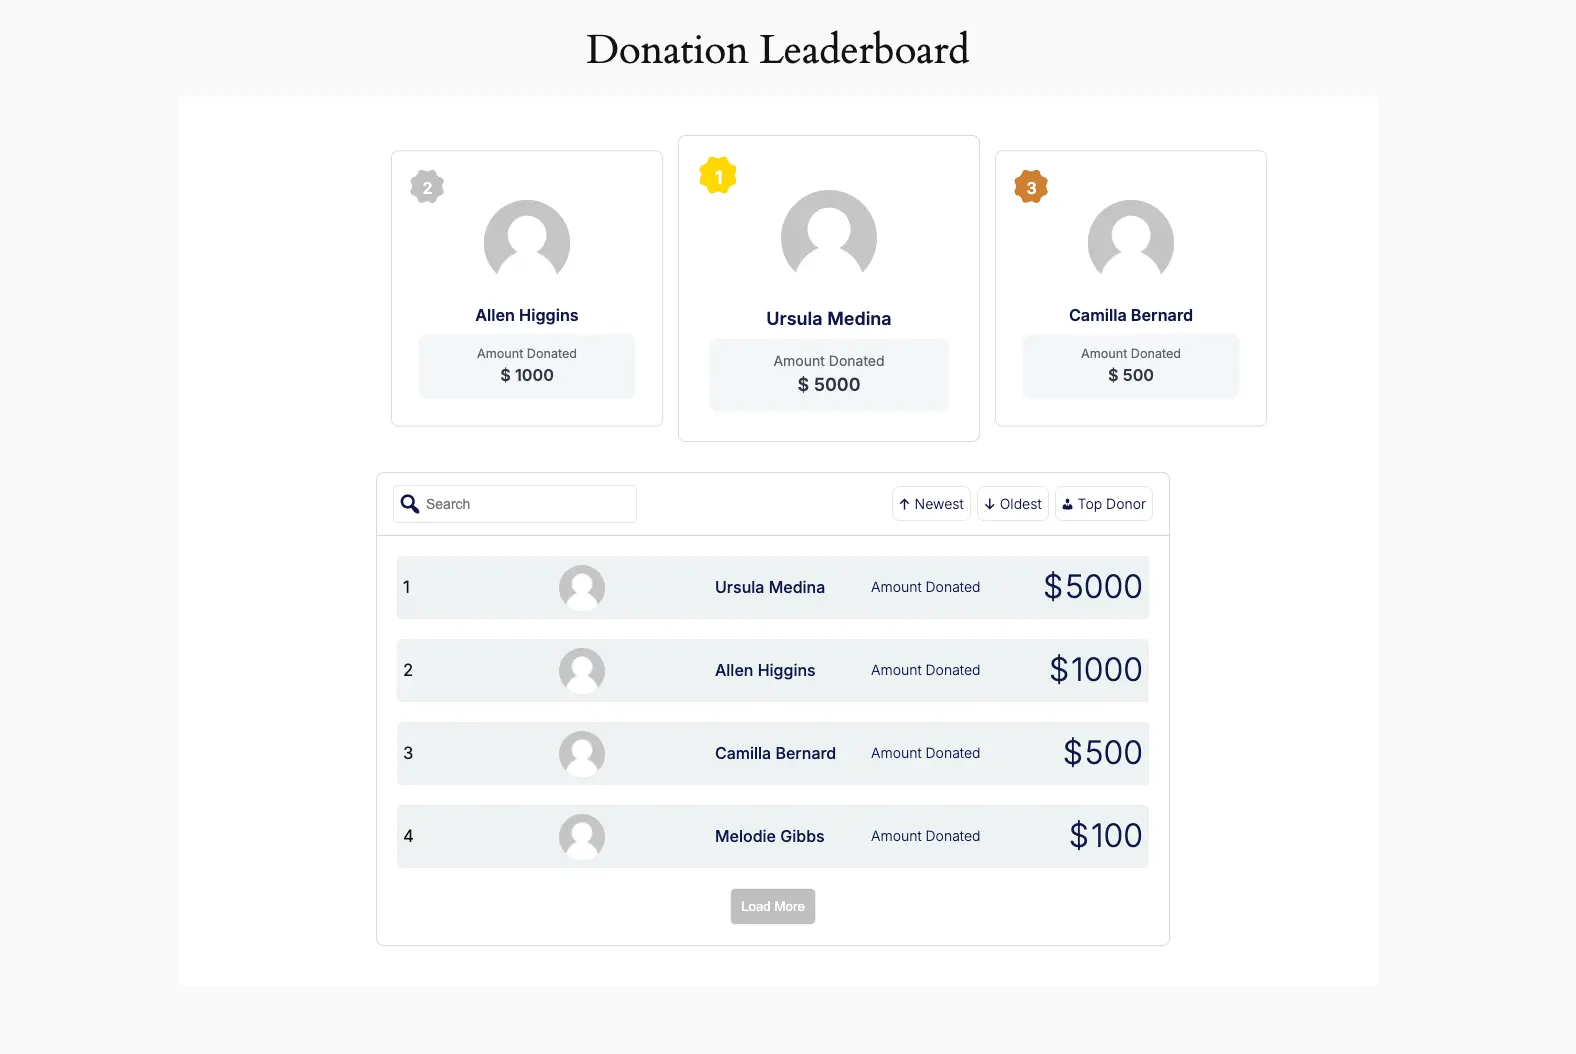 Donation Leaderboard
2
Allen Higgins
Amount Donated
$ 1000
1
Ursula Medina
Amount Donated
$ 5000
3
Camilla Bernard
Amount Donated
$ 500
Search
Newest
Oldest
Top Donor
1 Ursula Medina Amount Donated $5000
2 Allen Higgins Amount Donated $1000
3 Camilla Bernard Amount Donated $500
4 Melodie Gibbs Amount Donated $100
Load More